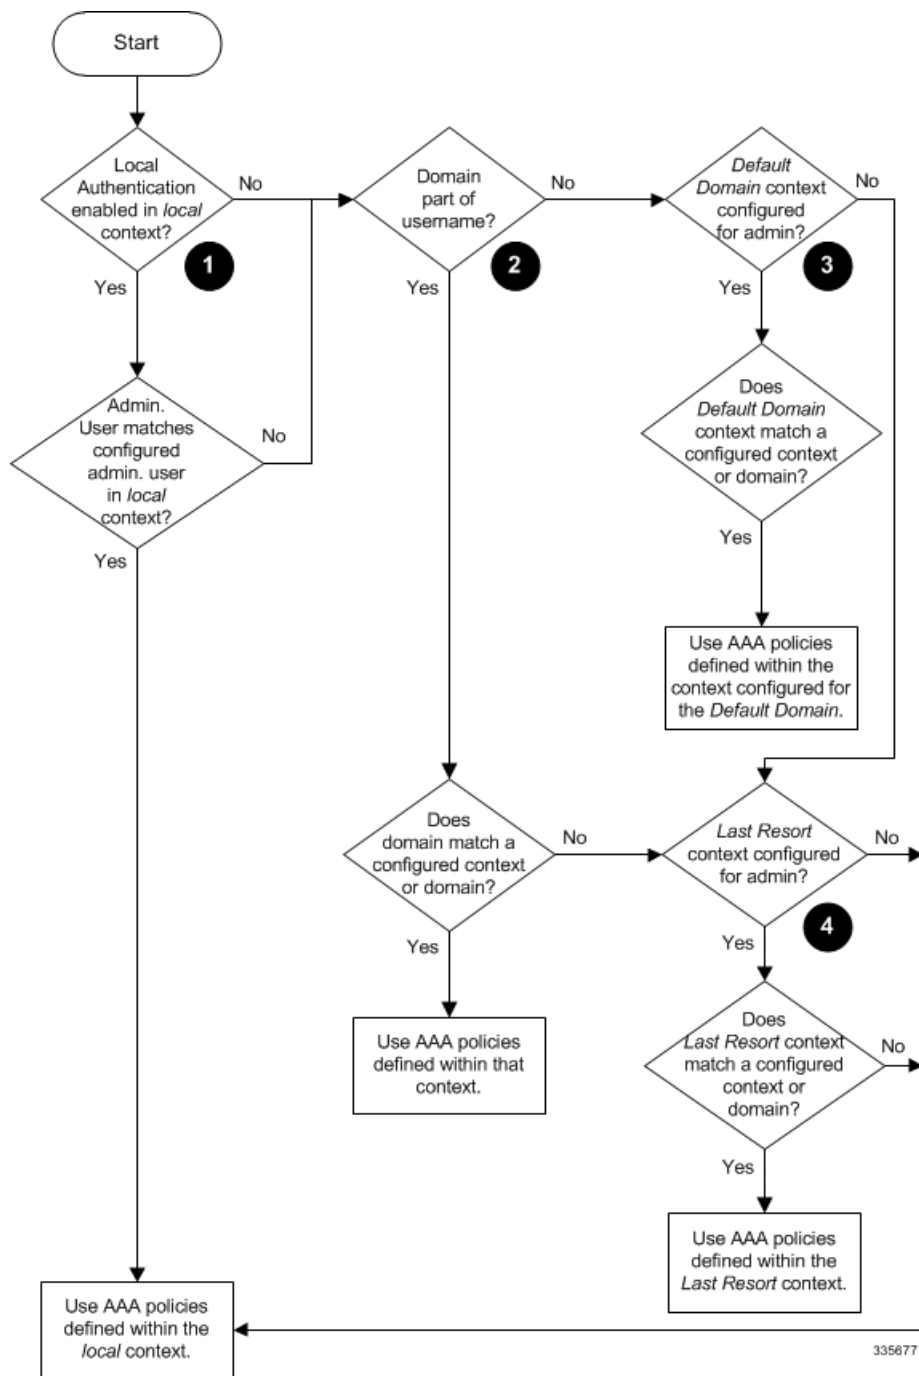 Start
Local
Authentication
enabled in local
context?
No
1
Yes
Domain
part of
username?
No
2
Yes
Default
Domain context
configured
for admin?
No
3
Yes
Admin.
User matches
configured
admin. user
in local
context?
No
Yes
Does
Default Domain
context match a
configured context
or domain?
Yes
Use AAA policies
defined within the
context configured for
the Default Domain.
Does
domain match a
configured context
or domain?
No
Yes
Last Resort
context configured
for admin?
No
4
Yes
Use AAA policies
defined within that
context.
Does
Last Resort context
match a configured
context or
domain?
No
Yes
Use AAA policies
defined within the
Last Resort context.
Use AAA policies
defined within the
local context.
335677